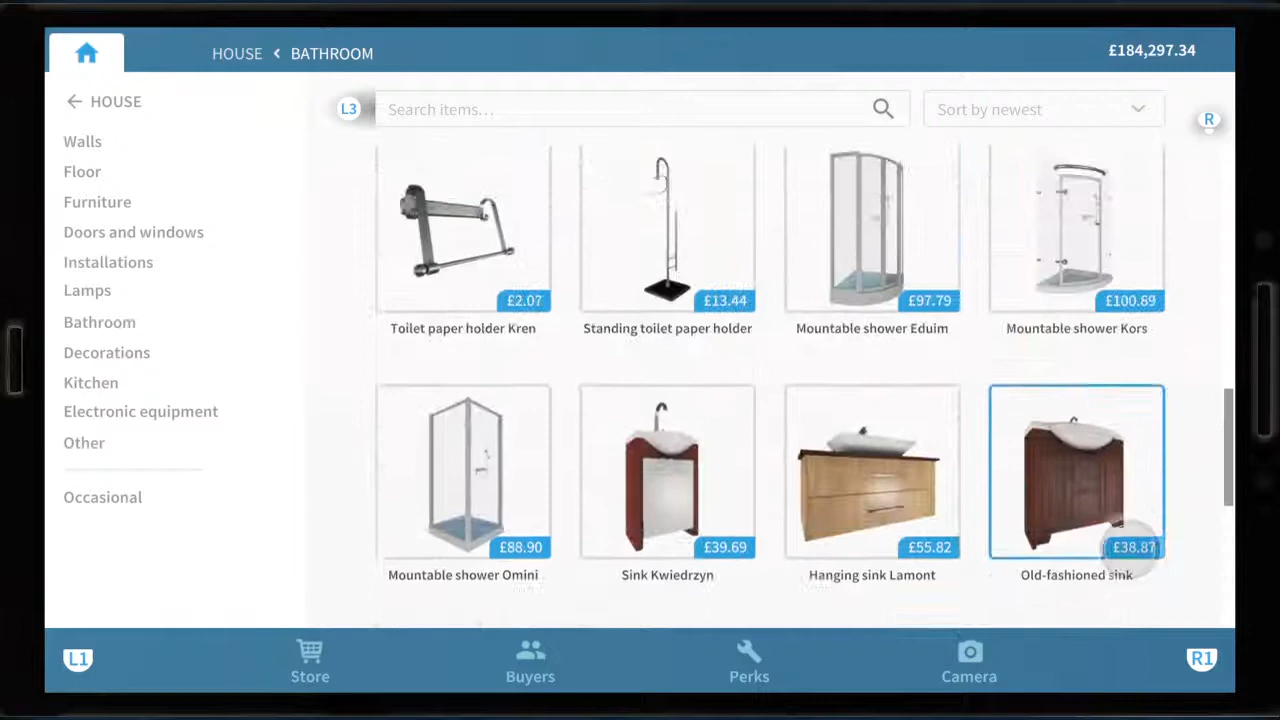 HOUSE < BATHROOM
£184,297.34
HOUSE
Walls
Floor
Furniture
Doors and windows
Installations
Lamps
Bathroom
Decorations
Kitchen
Electronic equipment
Other
Occasional
L3
Search items...
Sort by newest
R
£2.07
£13.44
£97.79
£100.89
Toilet paper holder Kren
Standing toilet paper holder
Mountable shower Eduim
Mountable shower Kors
£88.90
£39.69
£55.82
£38.87
Mountable shower Omini
Sink Kwiedrzyn
Hanging sink Lamont
Old-fashioned sink
L1
Store
Buyers
Perks
Camera
R1